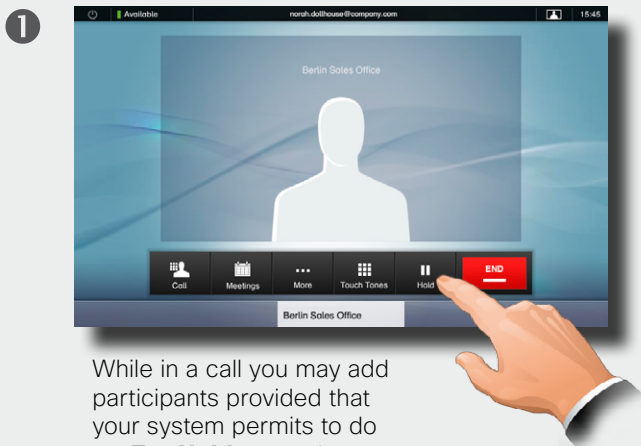 1
Available norah.dollhouse@company.com 15:45
Berlin Sales Office
Call Meetings More Touch Tones Hold END
Berlin Sales Office
While in a call you may add
participants provided that
your system permits to do